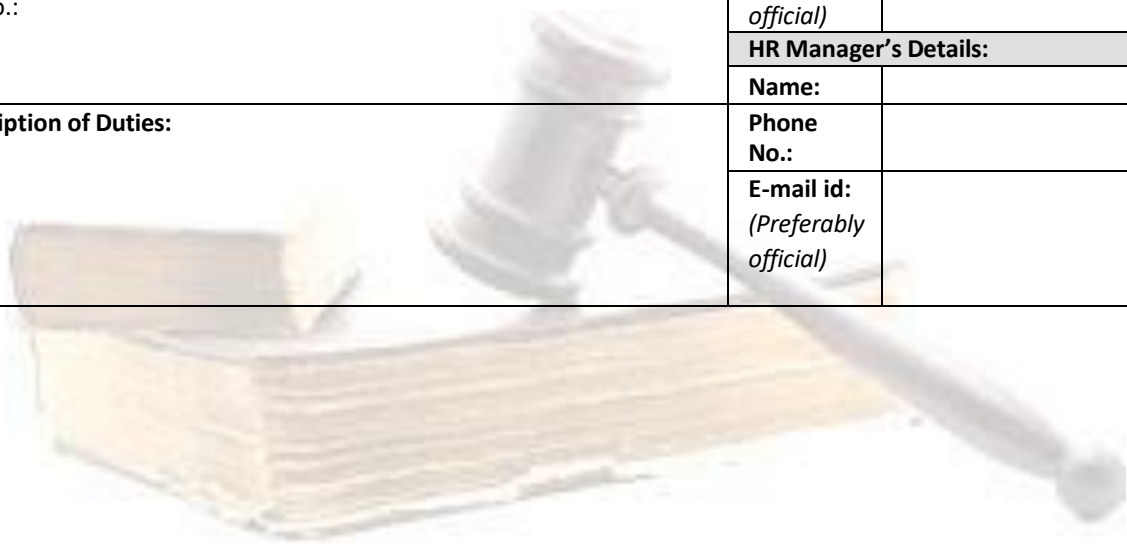 o.:
official)
HR Manager’s Details:
Name:
iption of Duties:
Phone
No.:
E-mail id:
(Preferably
official)